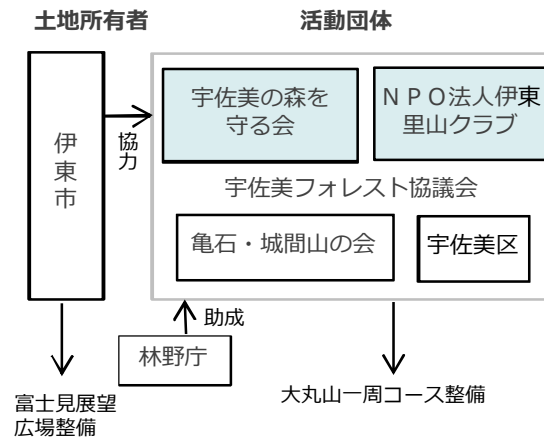 土地所有者
活動団体
伊東市
協力
宇佐美の森を
守る会
ＮＰＯ法人伊東
里山クラブ
宇佐美フォレスト協議会
亀石・城間山の会
宇佐美区
助成
林野庁
富士見展望
広場整備
大丸山一周コース整備